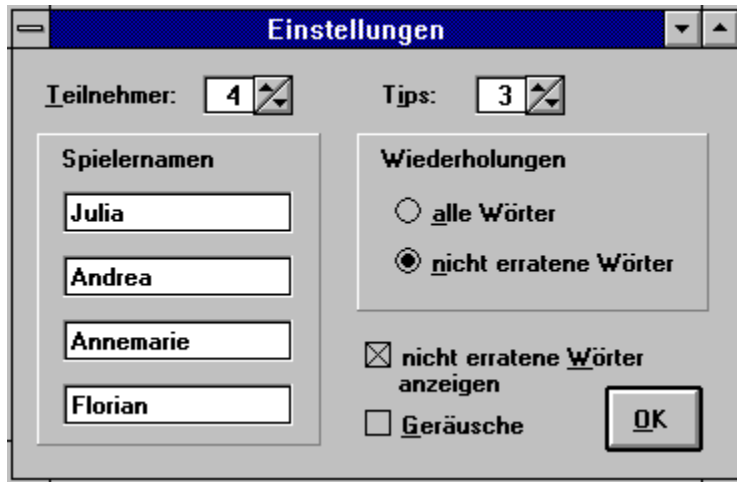 Einstellungen
Teilnehmer: 4
Tips: 3
Spielernamen
Julia
Andrea
Annemarie
Florian
Wiederholungen
alle Wörter
nicht erratene Wörter
nicht erratene Wörter
anzeigen
Geräusche
OK